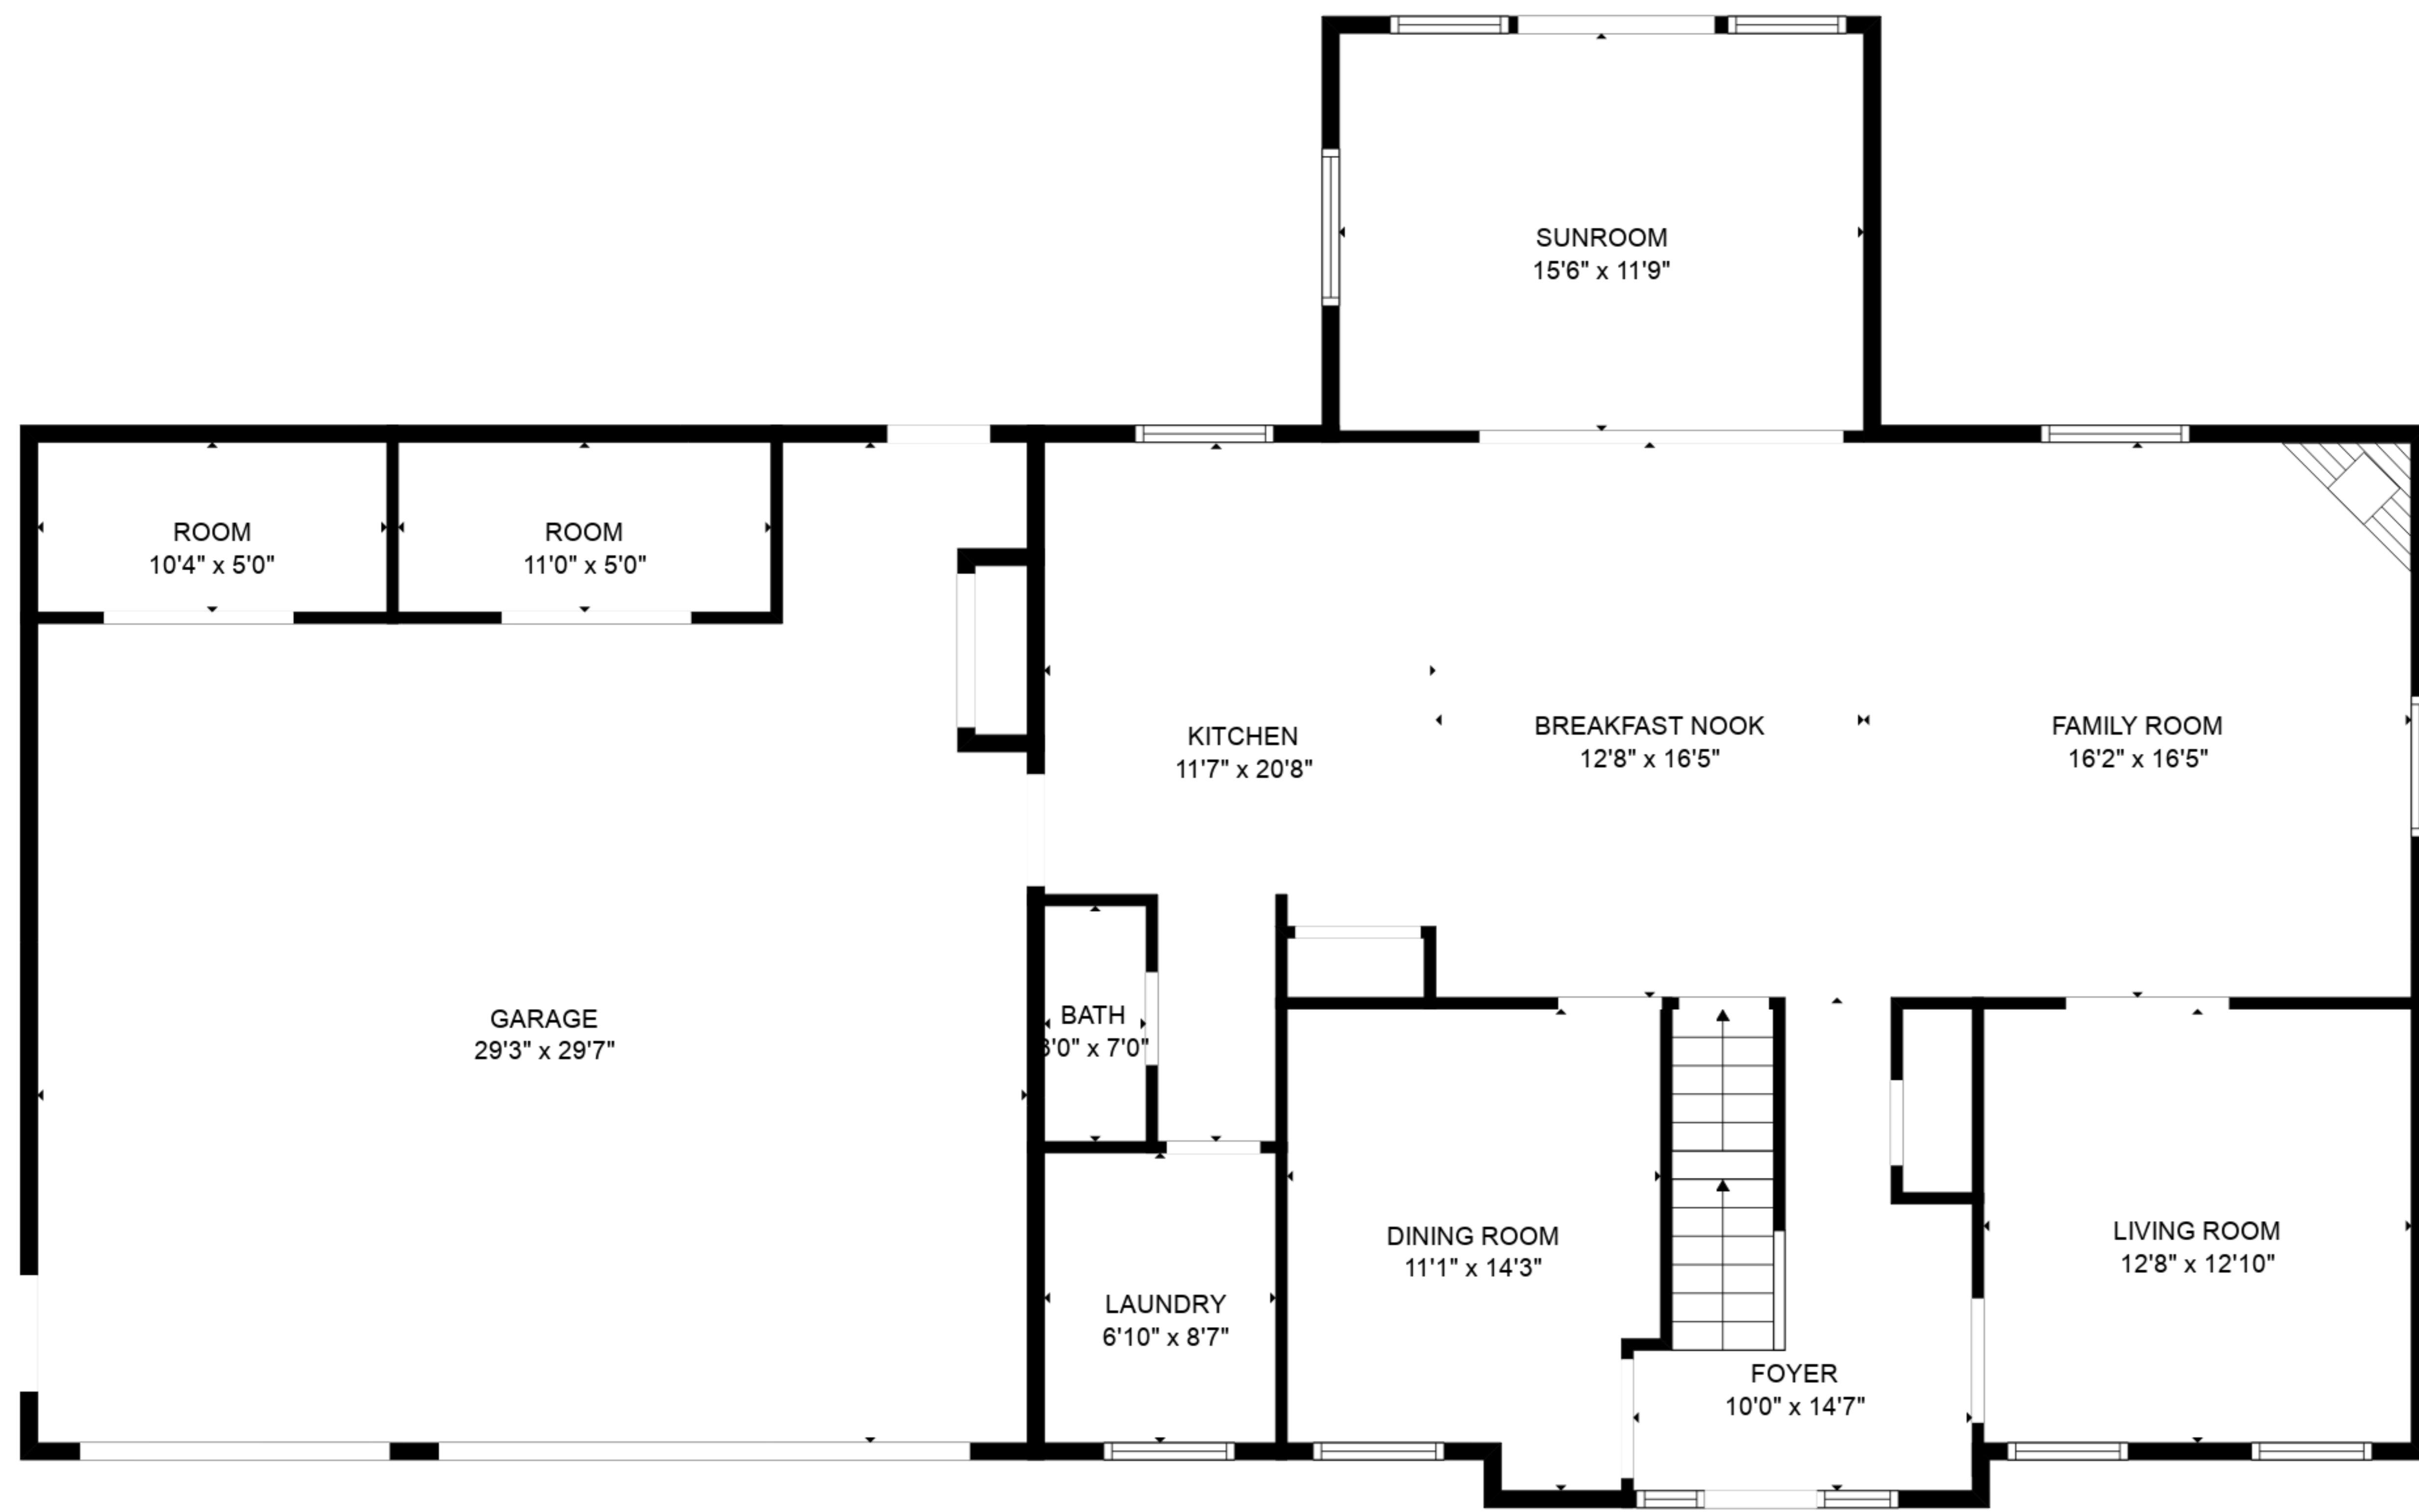 SUNROOM
15'6" x 11'9"
ROOM
10'4" x 5'0"
ROOM
11'0" x 5'0"
KITCHEN
11'7" x 20'8"
BREAKFAST NOOK
12'8" x 16'5"
FAMILY ROOM
16'2" x 16'5"
GARAGE
29'3" x 29'7"
BATH
3'0" x 7'0"
DINING ROOM
11'1" x 14'3"
LIVING ROOM
12'8" x 12'10"
LAUNDRY
6'10" x 8'7"
FOYER
10'0" x 14'7"